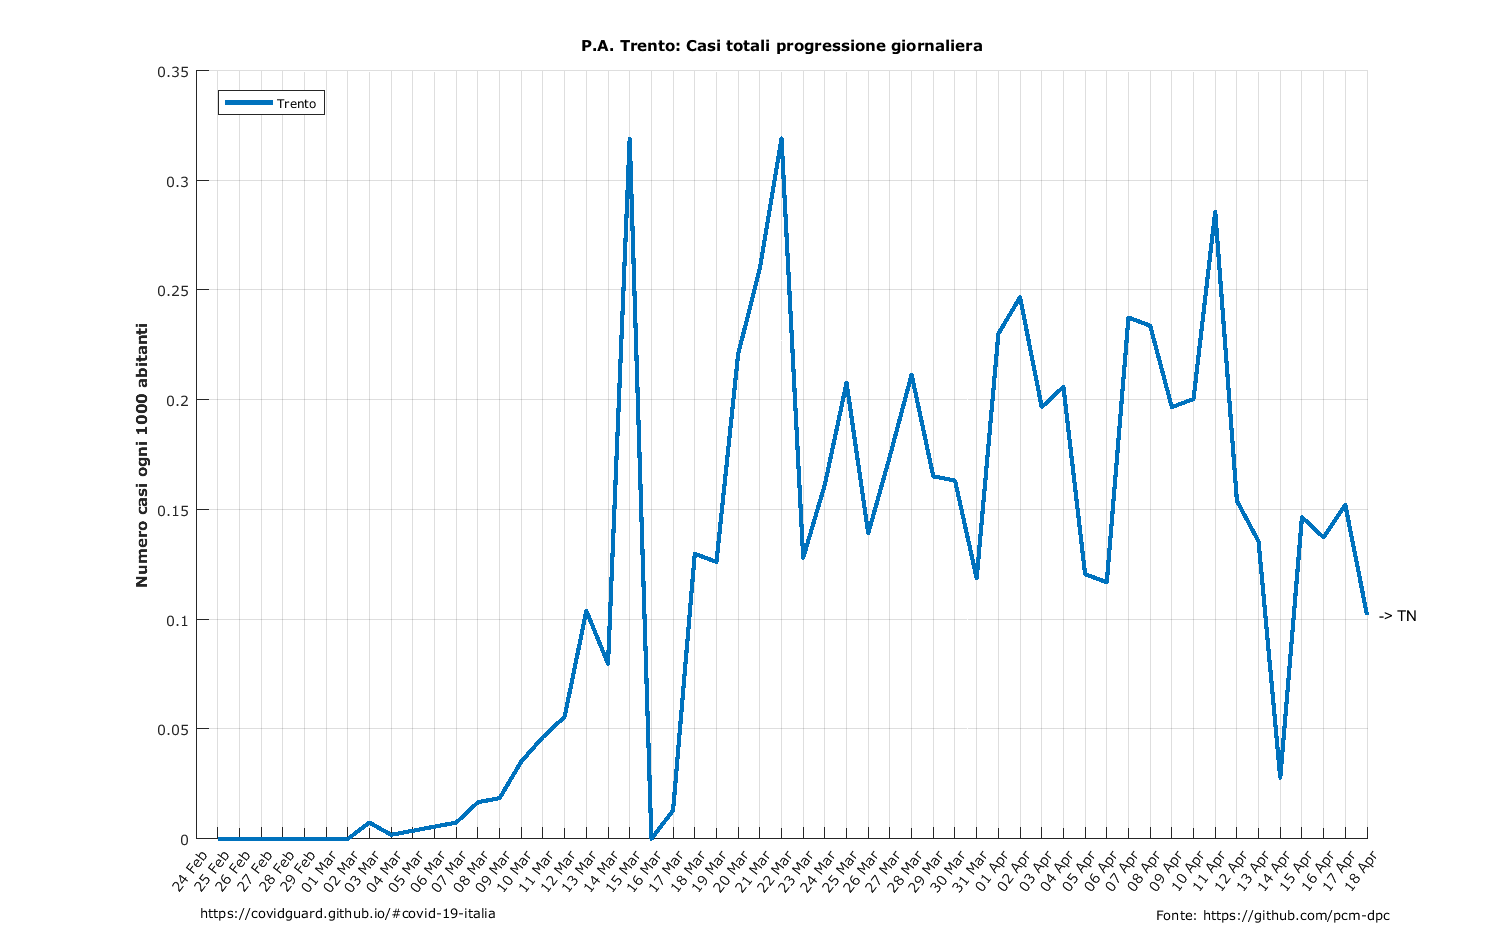 P.A. Trento: Casi totali progressione giornaliera
Trento
Numero casi ogni 1000 abitanti
0.35
0.3
0.25
0.2
0.15
0.1
0.05
0
-> TN
24 Feb
25 Feb
26 Feb
27 Feb
28 Feb
29 Feb
01 Mar
02 Mar
03 Mar
04 Mar
05 Mar
06 Mar
07 Mar
08 Mar
09 Mar
10 Mar
11 Mar
12 Mar
13 Mar
14 Mar
15 Mar
16 Mar
17 Mar
18 Mar
19 Mar
20 Mar
21 Mar
22 Mar
23 Mar
24 Mar
25 Mar
26 Mar
27 Mar
28 Mar
29 Mar
30 Mar
31 Mar
01 Apr
02 Apr
03 Apr
04 Apr
05 Apr
06 Apr
07 Apr
08 Apr
09 Apr
10 Apr
11 Apr
12 Apr
13 Apr
14 Apr
15 Apr
16 Apr
17 Apr
18 Apr
https://covidguard.github.io/#covid-19-italia
Fonte: https://github.com/pcm-dpc